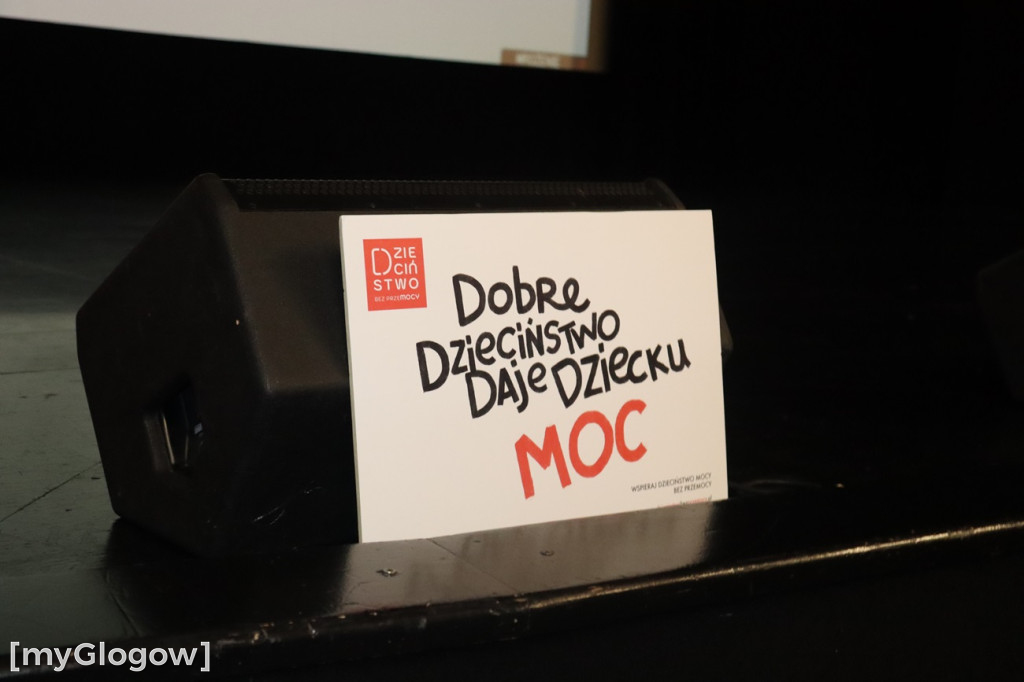 DZIE
CIŃ
STWO
BEZ PRZEMOCY
DOBRE
DZIECIŃSTWO
DAJE DZIECKU
MOC
WSPIERAJ DZIECIŃSTWO MOCY
BEZ PRZEMOCY
[myGlogow]